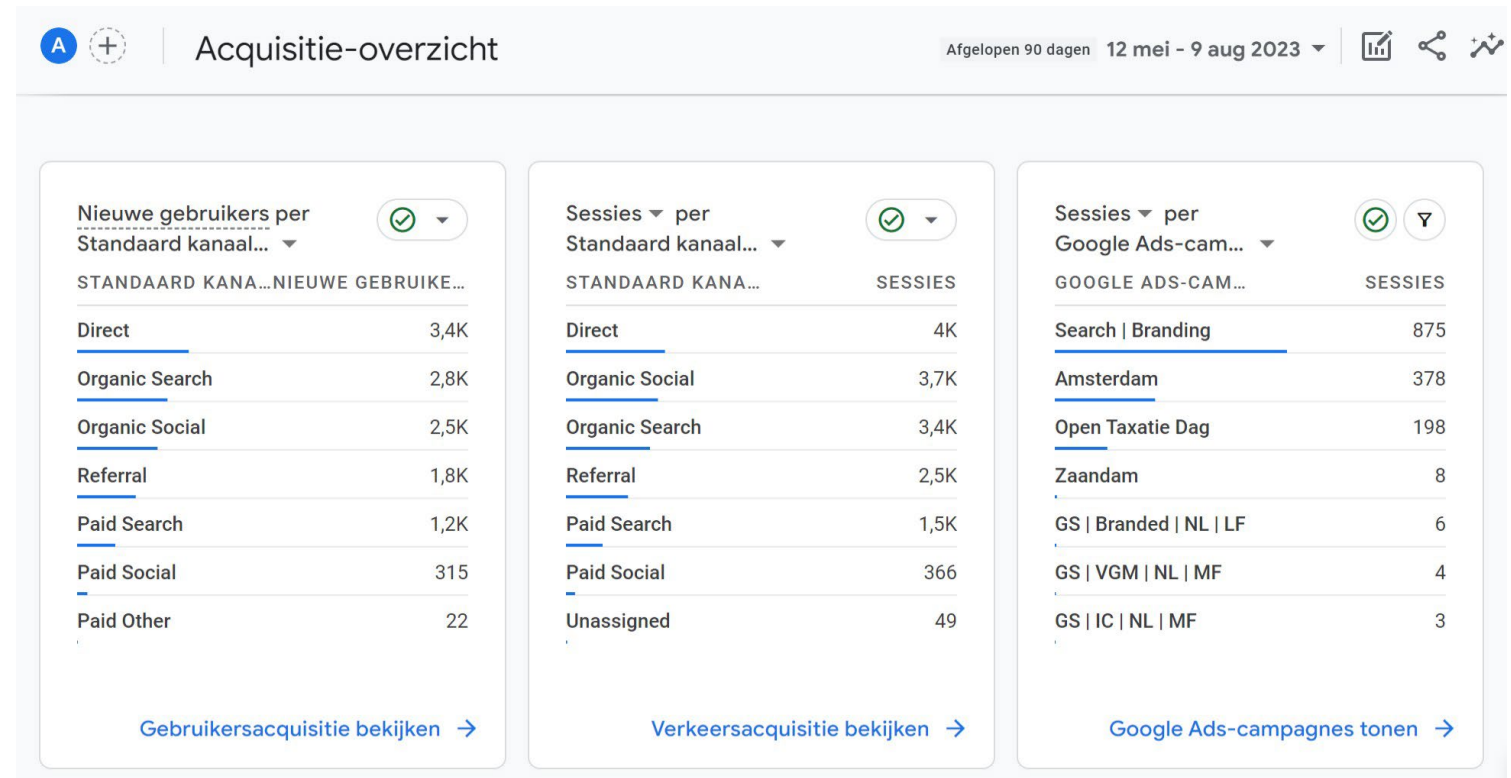 A
Acquisitie-overzicht
Afgelopen 90 dagen 12 mei - 9 aug 2023
Nieuwe gebruikers per
Standaard kanaal...
STANDAARD KANA... NIEUWE GEBRUIKE...
Direct 3,4K
Organic Search 2,8K
Organic Social 2,5K
Referral 1,8K
Paid Search 1,2K
Paid Social 315
Paid Other 22
Gebruikersacquisitie bekijken →
Sessies per
Standaard kanaal...
STANDAARD KANA... SESSIES
Direct 4K
Organic Social 3,7K
Organic Search 3,4K
Referral 2,5K
Paid Search 1,5K
Paid Social 366
Unassigned 49
Verkeersacquisitie bekijken →
Sessies per
Google Ads-cam...
GOOGLE ADS-CAM... SESSIES
Search | Branding 875
Amsterdam 378
Open Taxatie Dag 198
Zaandam 8
GS | Branded | NL | LF 6
GS | VGM | NL | MF 4
GS | IC | NL | MF 3
Google Ads-campagnes tonen →